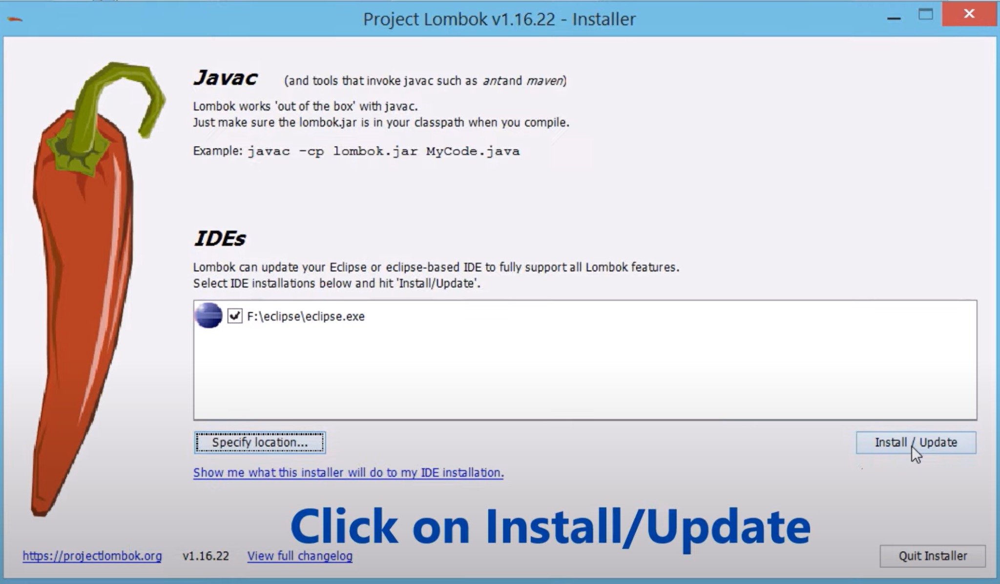 Project Lombok v1.16.22 - Installer
Javac (and tools that invoke javac such as ant and maven)
Lombok works 'out of the box' with javac.
Just make sure the lombok.jar is in your classpath when you compile.
Example: javac -cp lombok.jar MyCode.java
IDEs
Lombok can update your Eclipse or eclipse-based IDE to fully support all Lombok features.
Select IDE installations below and hit 'Install/Update'.
F:\eclipse\eclipse.exe
Specify location... Install / Update
Show me what this installer will do to my IDE installation.
Click on Install/Update
https://projectlombok.org v1.16.22 View full changelog Quit Installer